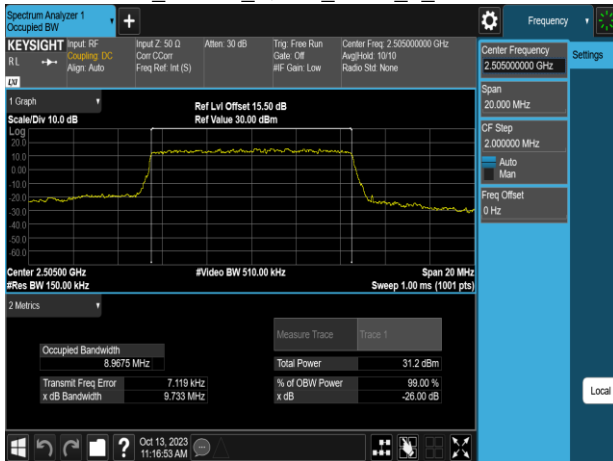 Spectrum Analyzer 1
Occupied BW
Frequency
KEYSIGHT
RL
LXI
Input: RF
Coupling: DC
Align: Auto
Input Z: 50 Ω
Corr CCorr
Freq Ref: Int (S)
Atten: 30 dB
Trig: Free Run
Gate: Off
#IF Gain: Low
Center Freq: 2.505000000 GHz
Avg|Hold: 10/10
Radio Std: None
Center Frequency
2.505000000 GHz
Settings
Span
20.000 MHz
CF Step
2.000000 MHz
Auto
Man
Freq Offset
0 Hz
1 Graph
Scale/Div 10.0 dB
Ref Lvl Offset 15.50 dB
Ref Value 30.00 dBm
Log
20.0
10.0
0.00
-10.0
-20.0
-30.0
-40.0
-50.0
-60.0
Center 2.50500 GHz
#Video BW 510.00 kHz
Span 20 MHz
#Res BW 150.00 kHz
Sweep 1.00 ms (1001 pts)
2 Metrics
Measure Trace
Trace 1
Occupied Bandwidth
8.9675 MHz
Total Power
31.2 dBm
Transmit Freq Error
7.119 kHz
% of OBW Power
99.00 %
x dB Bandwidth
9.733 MHz
x dB
-26.00 dB
Local
?
Oct 13, 2023
11:16:53 AM